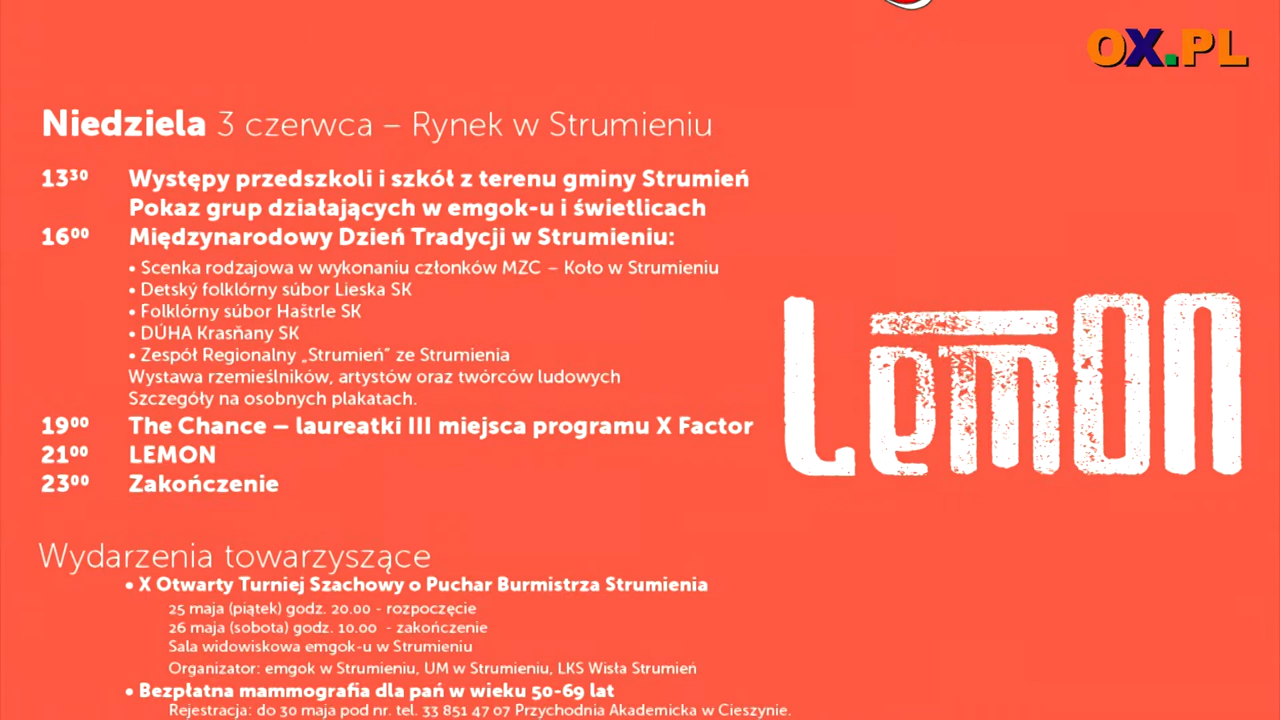 OX.PL
Niedziela 3 czerwca – Rynek w Strumieniu
13³⁰ Występy przedszkoli i szkół z terenu gminy Strumień
Pokaz grup działających w emgok-u i świetlicach
16⁰⁰ Międzynarodowy Dzień Tradycji w Strumieniu:
• Scenka rodzajowa w wykonaniu członków MZC – Koło w Strumieniu
• Detský folklórny súbor Lieska SK
• Folklórny súbor Haštrle SK
• DÚHA Krasňany SK
• Zespół Regionalny „Strumień” ze Strumienia
Wystawa rzemieślników, artystów oraz twórców ludowych
Szczegóły na osobnych plakatach.
19⁰⁰ The Chance – laureatki III miejsca programu X Factor
21⁰⁰ LEMON
23⁰⁰ Zakończenie
LemON
Wydarzenia towarzyszące
• X Otwarty Turniej Szachowy o Puchar Burmistrza Strumienia
25 maja (piątek) godz. 20.00 - rozpoczęcie
26 maja (sobota) godz. 10.00 - zakończenie
Sala widowiskowa emgok-u w Strumieniu
Organizator: emgok w Strumieniu, UM w Strumieniu, LKS Wisła Strumień
• Bezpłatna mammografia dla pań w wieku 50-69 lat
Rejestracja: do 30 maja pod nr. tel. 33 851 47 07 Przychodnia Akademicka w Cieszynie.